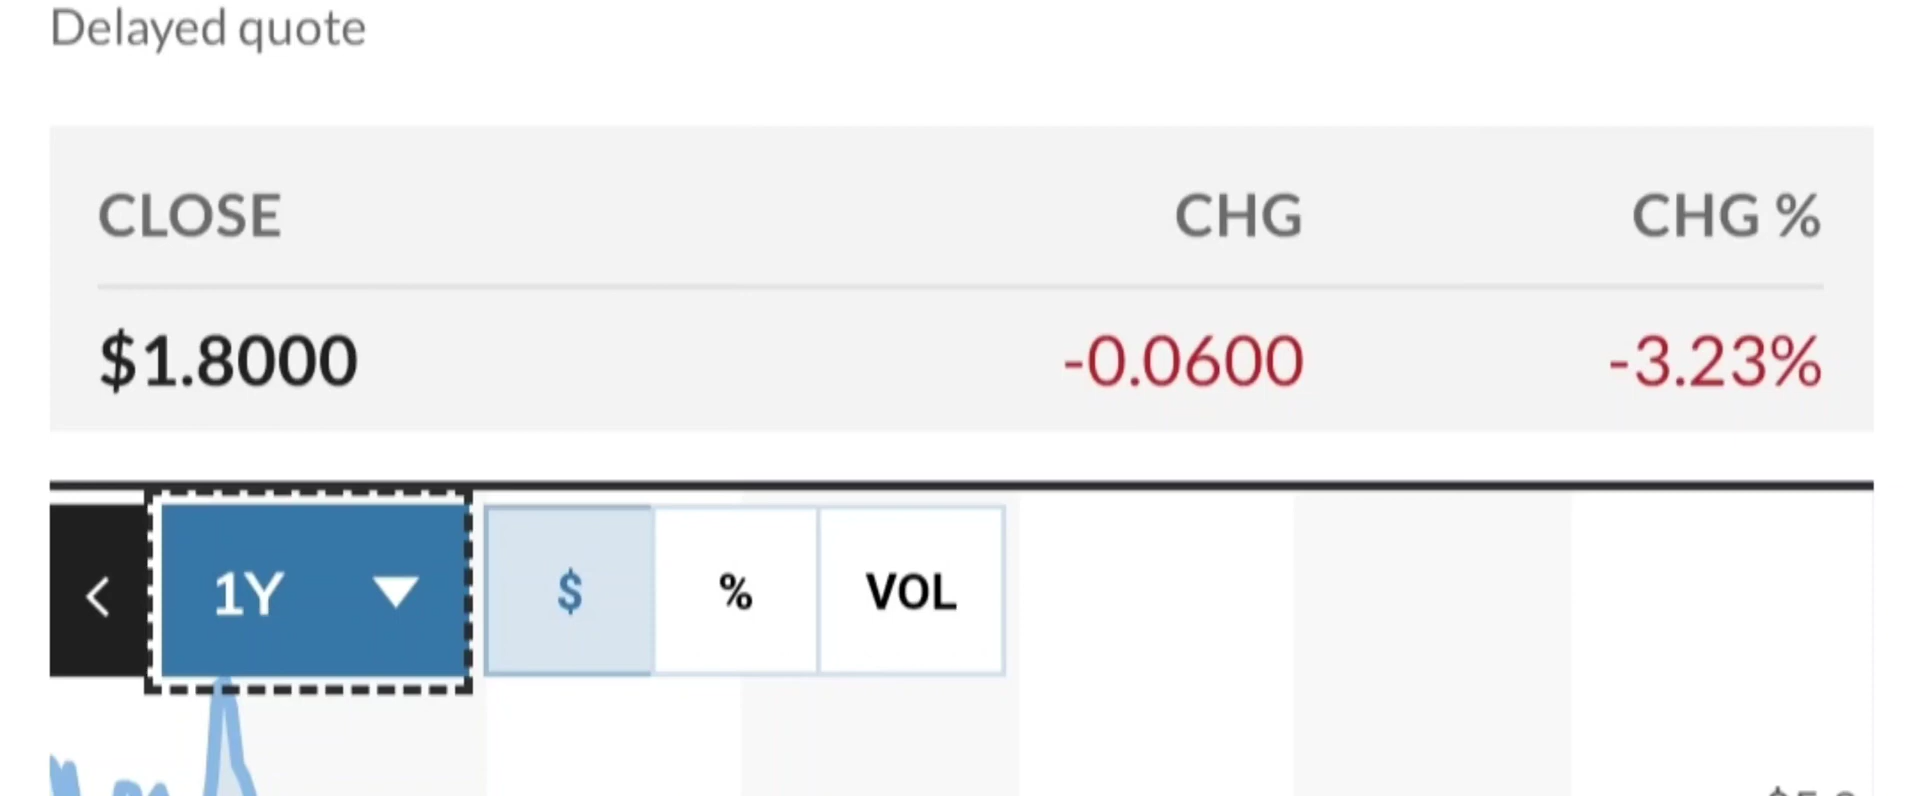 Delayed quote
CLOSE CHG CHG %
$1.8000 -0.0600 -3.23%
1Y $ % VOL